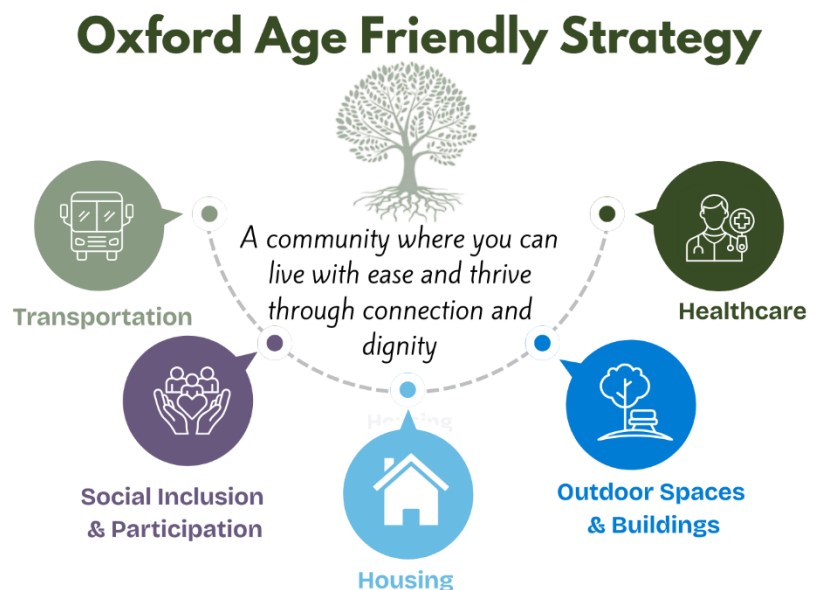 Oxford Age Friendly Strategy
A community where you can
live with ease and thrive
through connection and
dignity
Transportation
Healthcare
Social Inclusion
& Participation
Housing
Outdoor Spaces
& Buildings
Housing